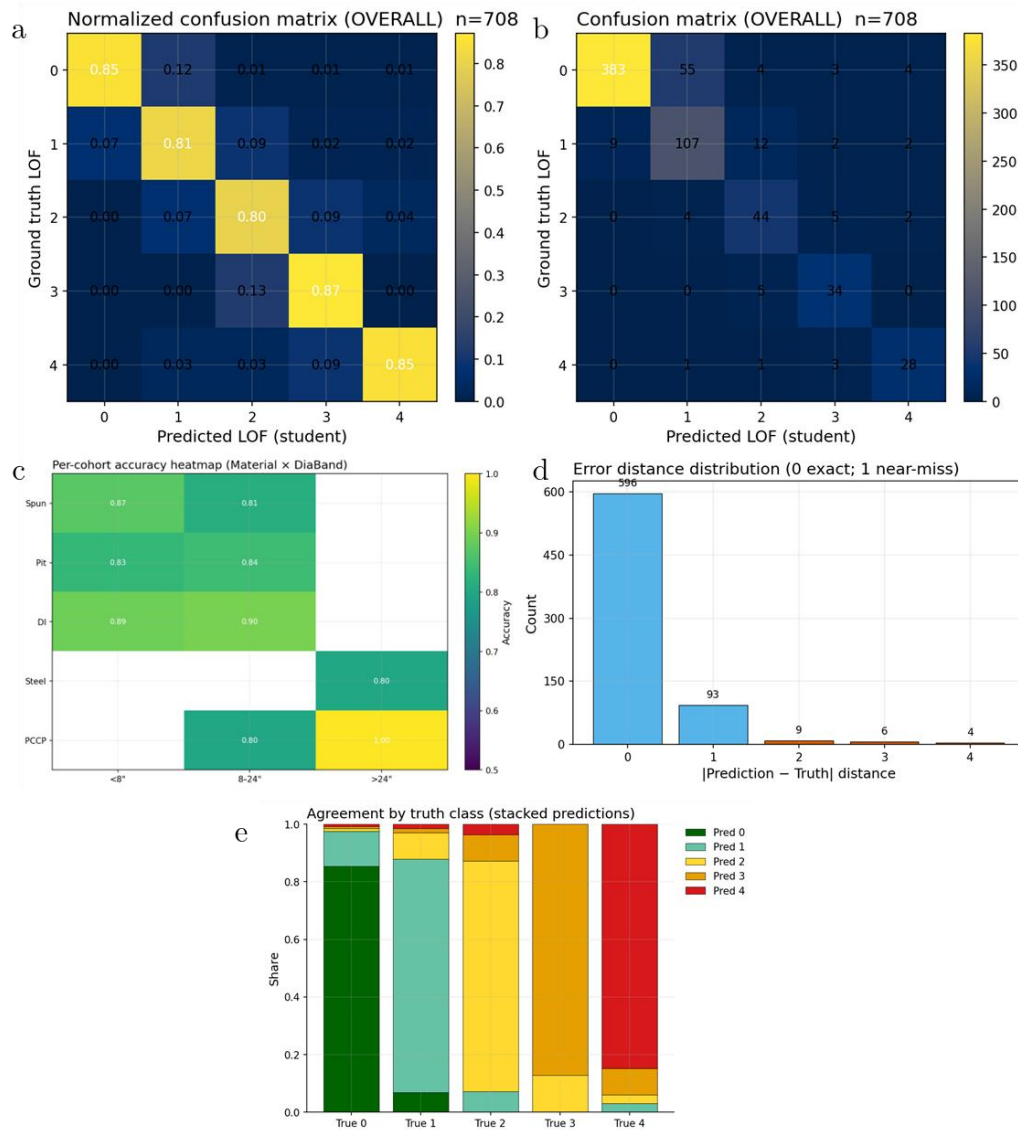 a
Normalized confusion matrix (OVERALL) n=708
Ground truth LOF
0
1
2
3
4
0.85 0.12 0.01 0.01 0.01
0.07 0.81 0.09 0.02 0.02
0.00 0.07 0.80 0.09 0.04
0.00 0.00 0.13 0.87 0.00
0.00 0.03 0.03 0.09 0.85
0 1 2 3 4
Predicted LOF (student)
0.8
0.7
0.6
0.5
0.4
0.3
0.2
0.1
0.0
b
Confusion matrix (OVERALL) n=708
Ground truth LOF
0
1
2
3
4
383 55 4 3 4
9 107 12 2 2
0 4 44 5 2
0 0 5 34 0
0 1 1 3 28
0 1 2 3 4
Predicted LOF (student)
350
300
250
200
150
100
50
0
c
Per-cohort accuracy heatmap (Material × DiaBand)
Spun 0.87 0.81
Pit 0.83 0.84
DI 0.89 0.90
Steel 0.80
PCCP 0.80 1.00
<8" 8–24" >24"
1.0
0.9
0.8
0.7
0.6
0.5
Accuracy
d
Error distance distribution (0 exact; 1 near-miss)
Count
600
450
300
150
0
596
93
9
6
4
0 1 2 3 4
|Prediction − Truth| distance
e
Agreement by truth class (stacked predictions)
Share
1.0
0.8
0.6
0.4
0.2
0.0
True 0 True 1 True 2 True 3 True 4
Pred 0
Pred 1
Pred 2
Pred 3
Pred 4